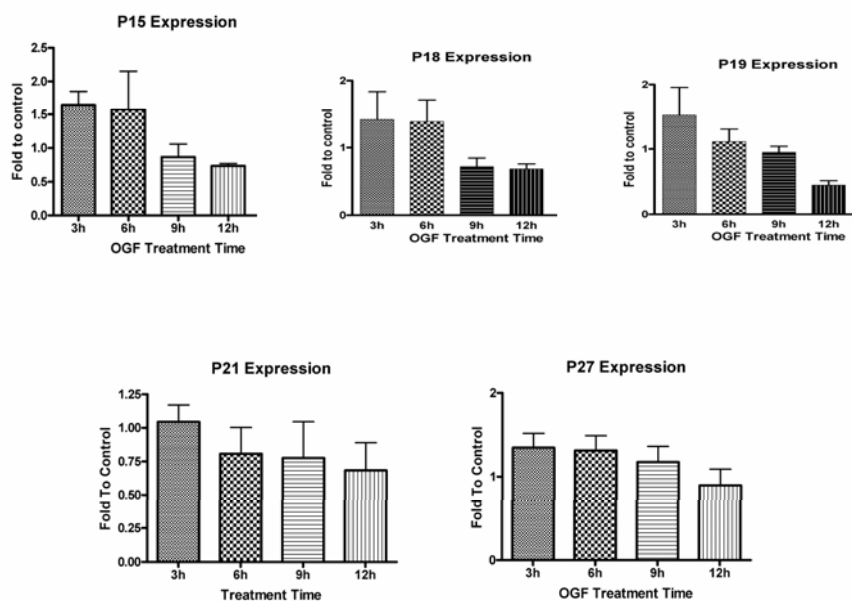 P15 Expression
Fold to control
2.5
2.0
1.5
1.0
0.5
0.0
3h 6h 9h 12h
OGF Treatment Time
P18 Expression
Fold to control
2
1
0
3h 6h 9h 12h
OGF Treatment Time
P19 Expression
Fold to control
2
1
0
3h 6h 9h 12h
OGF Treatment Time
P21 Expression
Fold To Control
1.25
1.00
0.75
0.50
0.25
0.00
3h 6h 9h 12h
Treatment Time
P27 Expression
Fold To Control
2
1
0
3h 6h 9h 12h
OGF Treatment Time